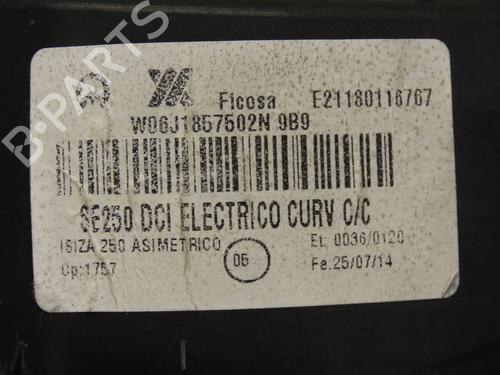 Ficosa E21180116767
W06J1857502N 9B9
SE250 DCI ELECTRICO CURV C/C
ISIZA 250 ASIMETRICO Et: 0036/0120
Op:1757 05 Fe.25/07/14
B-PARTS